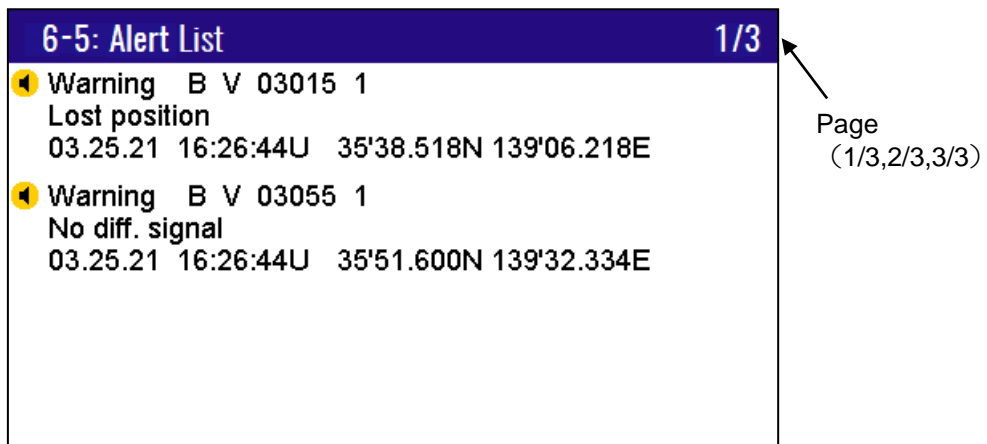 6-5: Alert List 1/3
Warning B V 03015 1
Lost position
03.25.21 16:26:44U 35'38.518N 139'06.218E
Warning B V 03055 1
No diff. signal
03.25.21 16:26:44U 35'51.600N 139'32.334E
Page
（1/3,2/3,3/3）